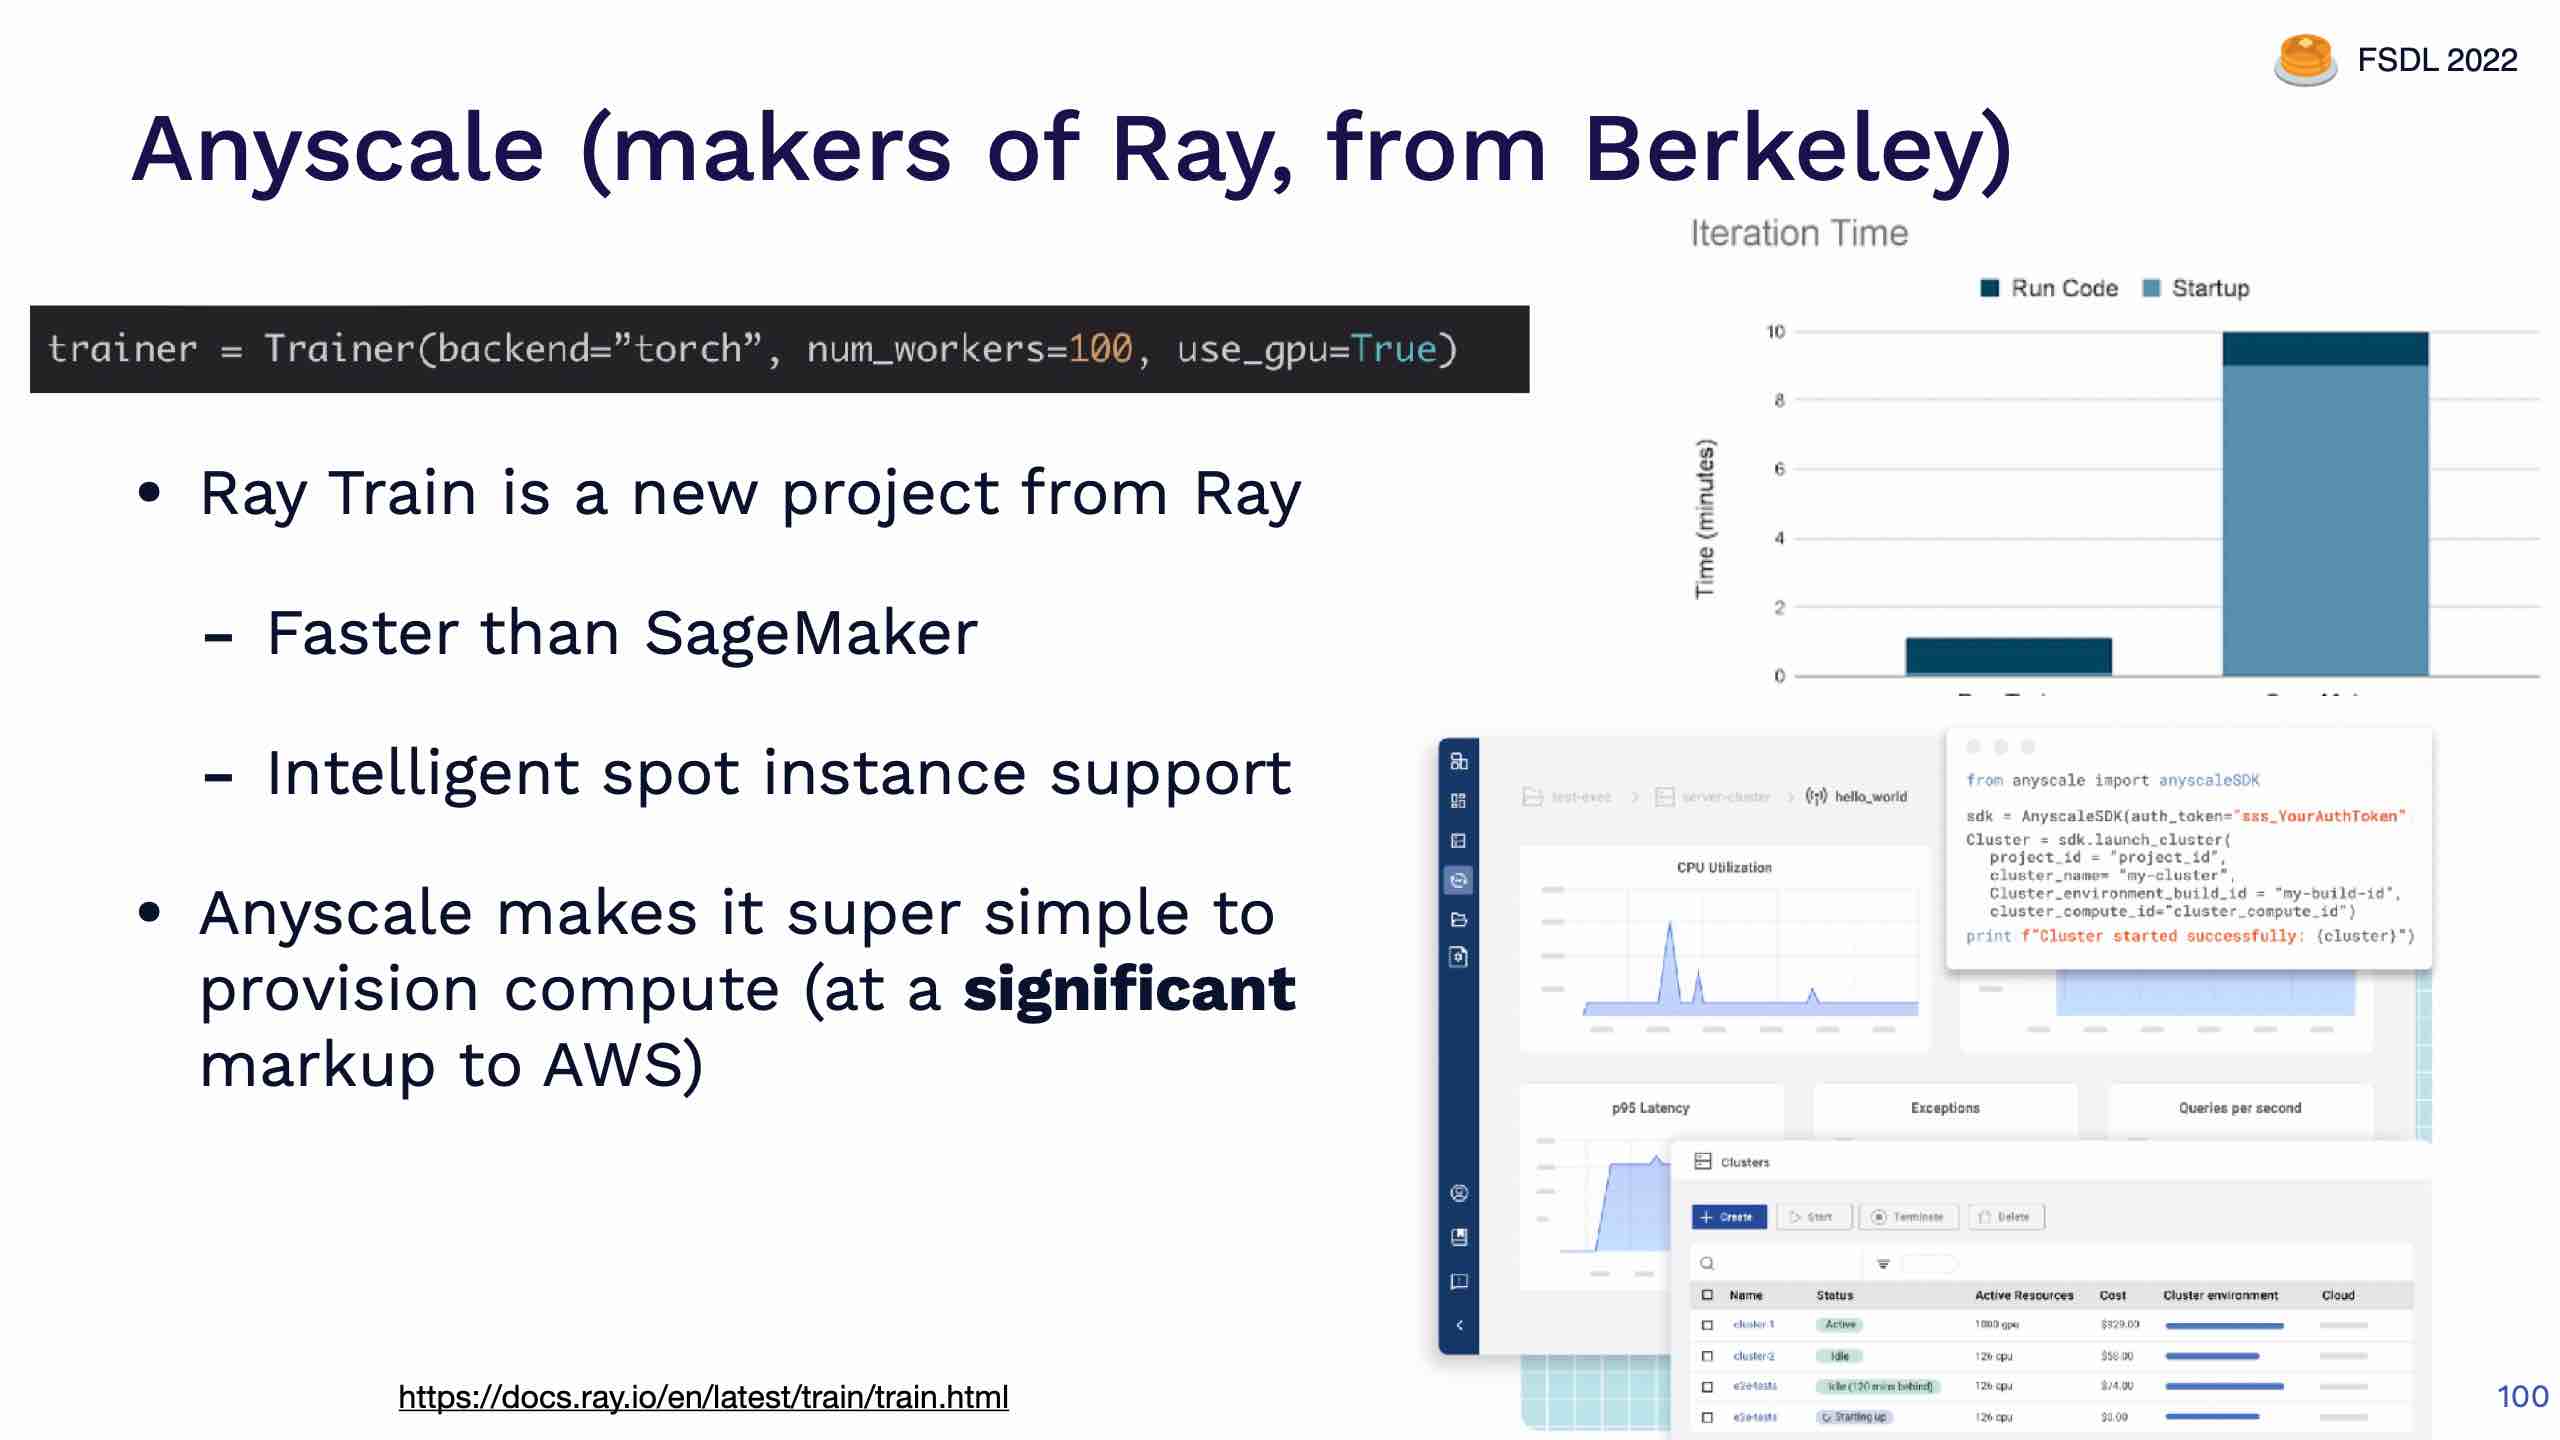 FSDL 2022
Anyscale (makers of Ray, from Berkeley)
trainer = Trainer(backend=”torch”, num_workers=100, use_gpu=True)
• Ray Train is a new project from Ray
- Faster than SageMaker
- Intelligent spot instance support
• Anyscale makes it super simple to
provision compute (at a significant
markup to AWS)
https://docs.ray.io/en/latest/train/train.html
Iteration Time
Run Code Startup
Time (minutes)
10
8
6
4
2
0
test-exec > server-cluster > hello_world
from anyscale import anyscaleSDK
sdk = AnyscaleSDK(auth_token="sss_YourAuthToken"
Cluster = sdk.launch_cluster(
project_id = "project_id",
cluster_name= "my-cluster",
Cluster_environment_build_id = "my-build-id",
cluster_compute_id="cluster_compute_id")
print f"Cluster started successfully: {cluster}")
CPU Utilization
p95 Latency
Exceptions
Queries per second
Clusters
+ Create Start Terminate Delete
Name Status Active Resources Cost Cluster environment Cloud
cluster-1 Active 1000 gpu $929.00
cluster-2 Idle 126 cpu $58.00
e2e-tests Idle (120 mins behind) 126 cpu $74.00
e2e-tests Starting up 126 cpu $0.00
100